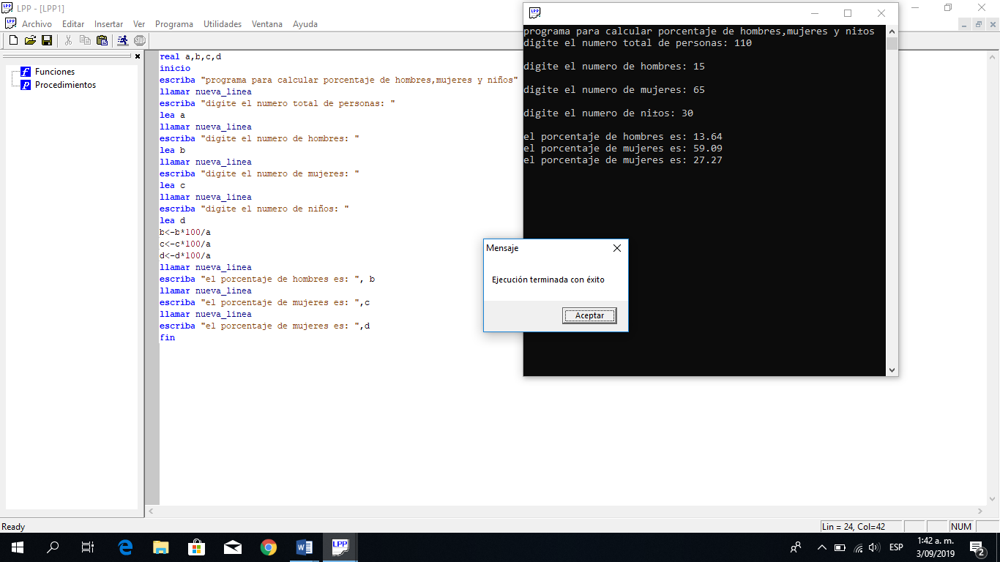 LPP - [LPP1]
Archivo Editar Insertar Ver Programa Utilidades Ventana Ayuda
STOP
Funciones
Procedimientos
real a,b,c,d
inicio
escriba "programa para calcular porcentaje de hombres,mujeres y niños"
llamar nueva_linea
escriba "digite el numero total de personas: "
lea a
llamar nueva_linea
escriba "digite el numero de hombres: "
lea b
llamar nueva_linea
escriba "digite el numero de mujeres: "
lea c
llamar nueva_linea
escriba "digite el numero de niños: "
lea d
b<-b*100/a
c<-c*100/a
d<-d*100/a
llamar nueva_linea
escriba "el porcentaje de hombres es: ", b
llamar nueva_linea
escriba "el porcentaje de mujeres es: ",c
llamar nueva_linea
escriba "el porcentaje de mujeres es: ",d
fin
programa para calcular porcentaje de hombres,mujeres y ni±os
digite el numero total de personas: 110
digite el numero de hombres: 15
digite el numero de mujeres: 65
digite el numero de ni±os: 30
el porcentaje de hombres es: 13.64
el porcentaje de mujeres es: 59.09
el porcentaje de mujeres es: 27.27
Mensaje
Ejecución terminada con éxito
Aceptar
Ready
Lin = 24, Col=42
NUM
LPP
ESP
1:42 a. m.
3/09/2019
2